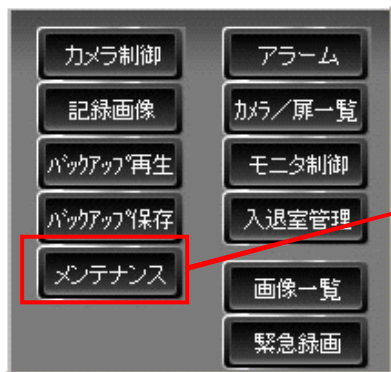 カメラ制御
アラーム
記録画像
ｶﾒﾗ／扉一覧
ﾊﾞｯｸｱｯﾌﾟ再生
モニタ制御
ﾊﾞｯｸｱｯﾌﾟ保存
入退室管理
メンテナンス
画像一覧
緊急録画